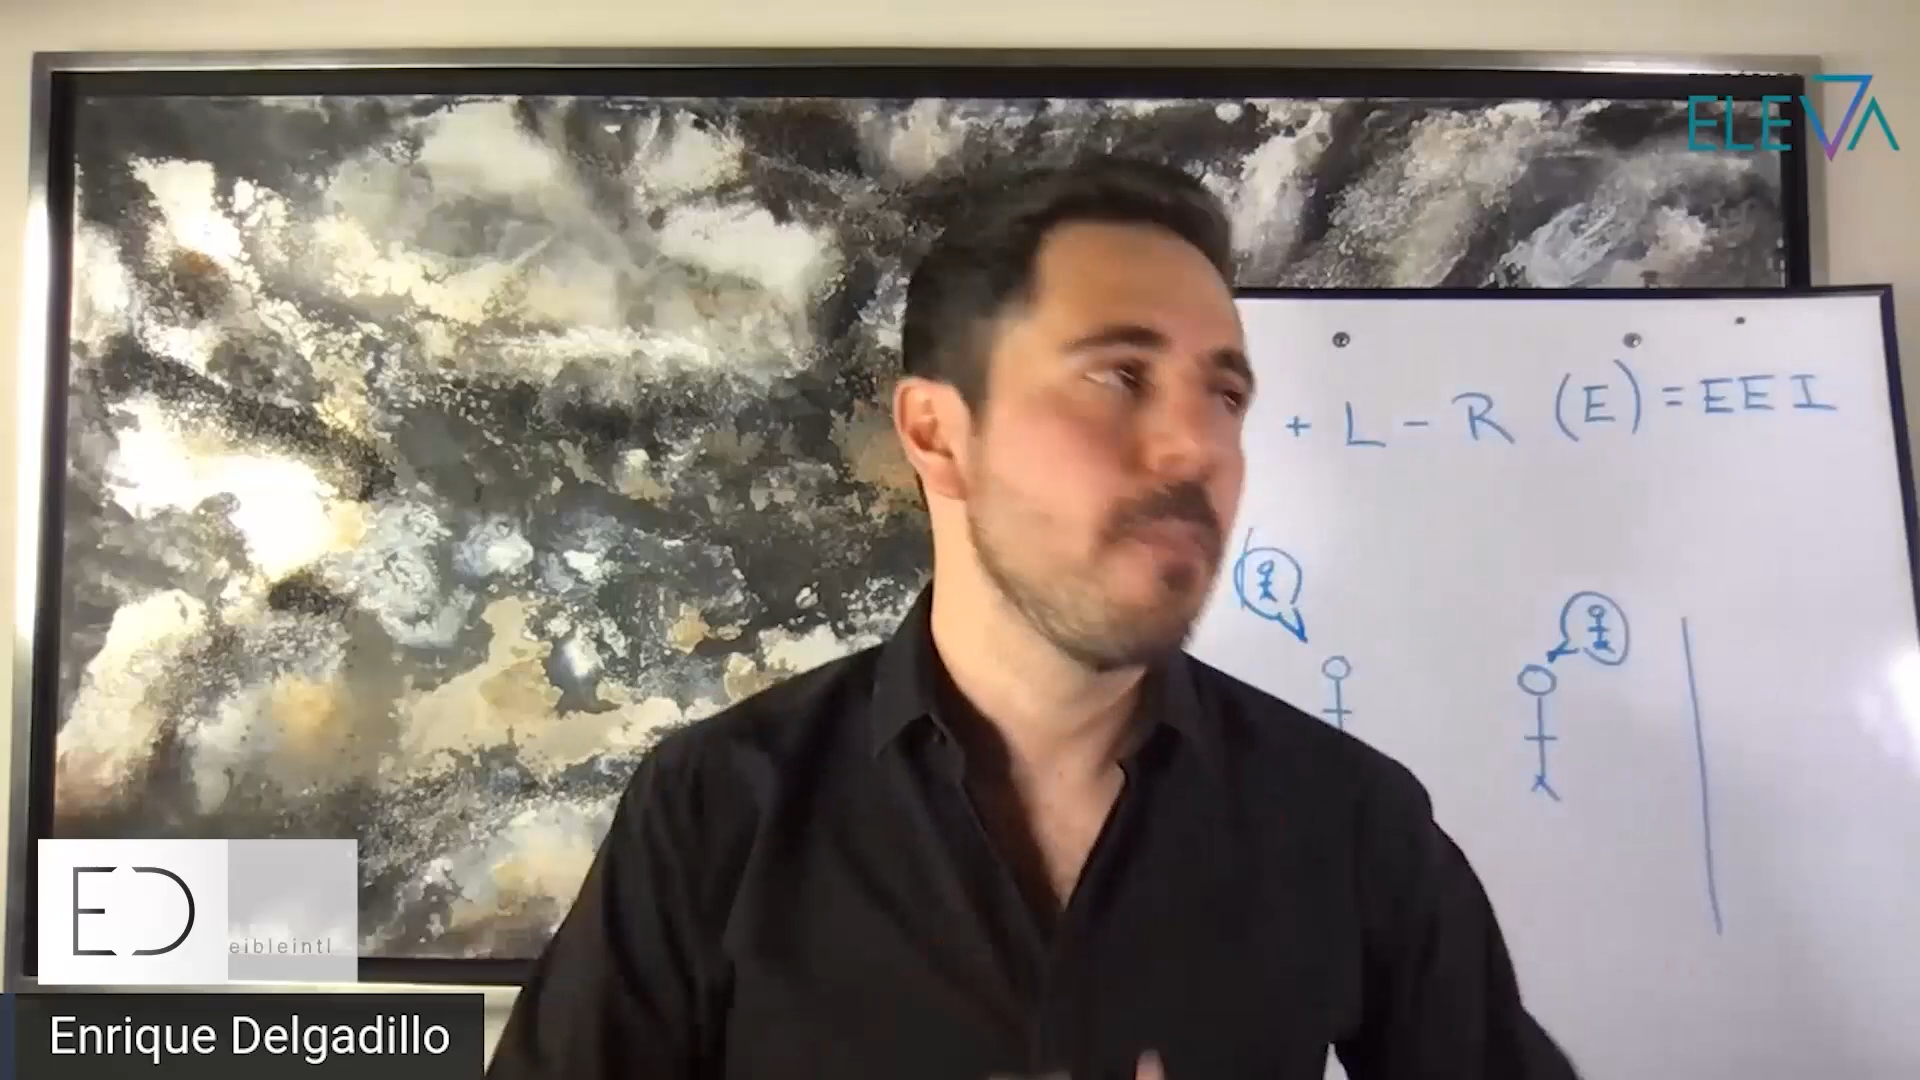 ELEVA
+ L - R (E) = EEI
ED
eibleintl
Enrique Delgadillo